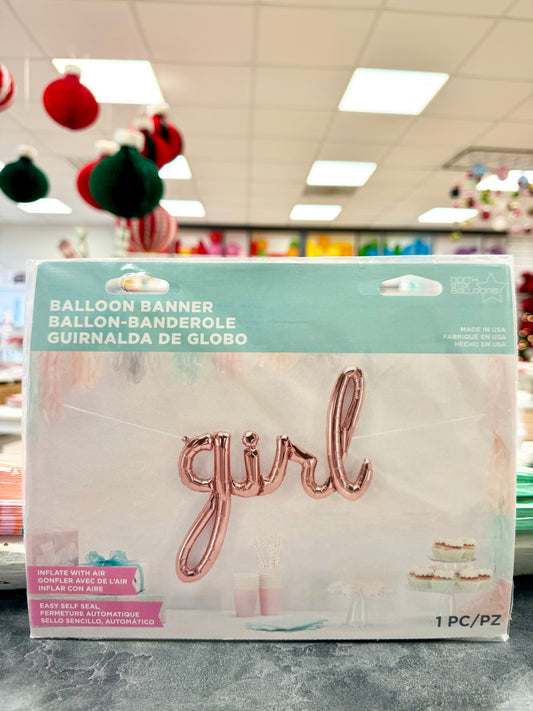 BALLOON BANNER
BALLON-BANDEROLE
GUIRNALDA DE GLOBO
NORTH
STAR
BALLOONS
MADE IN USA
FABRIQUÉ EN USA
HECHO EN USA
girl
INFLATE WITH AIR
GONFLER AVEC DE L'AIR
INFLAR CON AIRE
EASY SELF SEAL
FERMETURE AUTOMATIQUE
SELLO SENCILLO, AUTOMÁTICO
1 PC/PZ